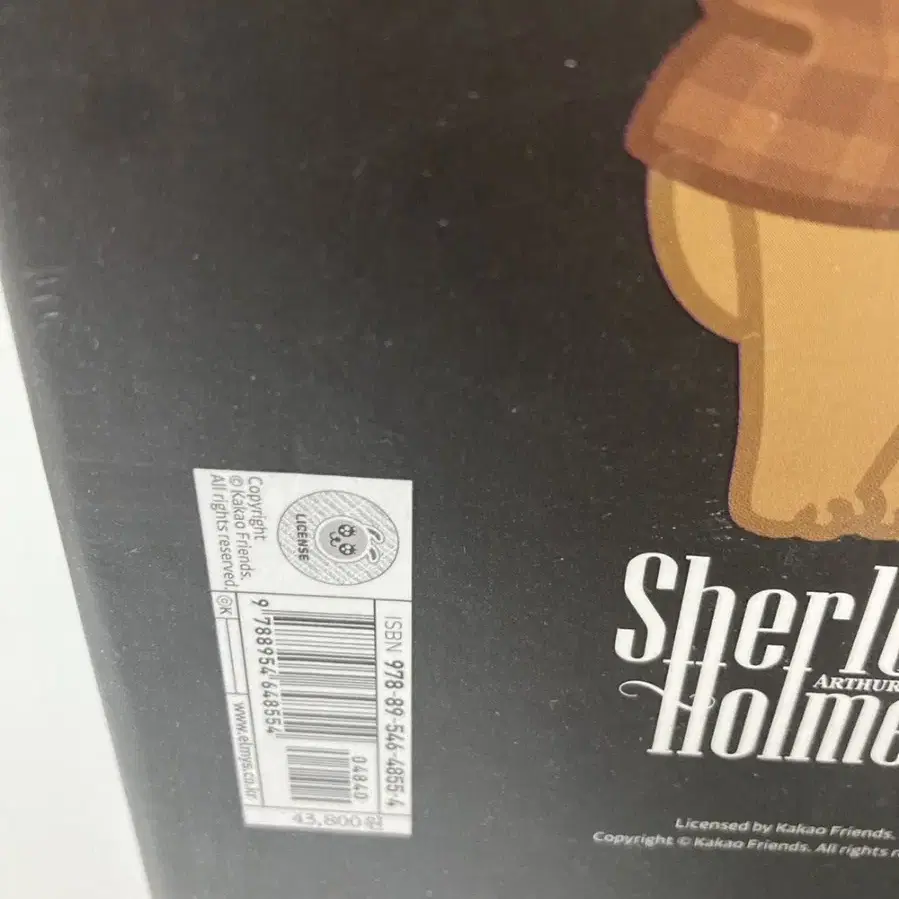 Copyright
© Kakao Friends.
All rights reserved. ©K
LICENSE
ISBN 978-89-546-4855-4
9 788954 648554
04840
43,800원
www.elmys.co.kr
Sherl
ARTHUR
Holme
Licensed by Kakao Friends.
Copyright © Kakao Friends. All rights